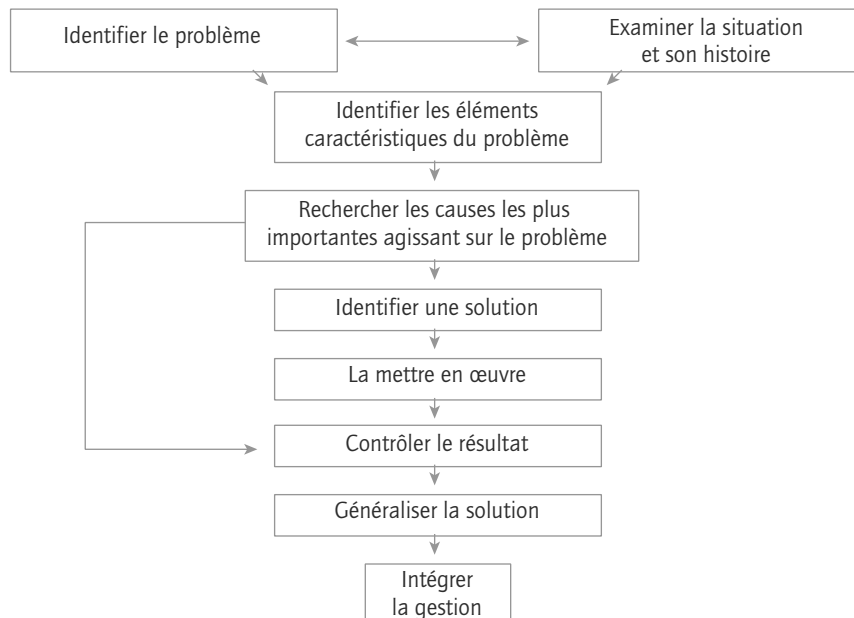 Identifier le problème
Examiner la situation
et son histoire
Identifier les éléments
caractéristiques du problème
Rechercher les causes les plus
importantes agissant sur le problème
Identifier une solution
La mettre en œuvre
Contrôler le résultat
Généraliser la solution
Intégrer
la gestion